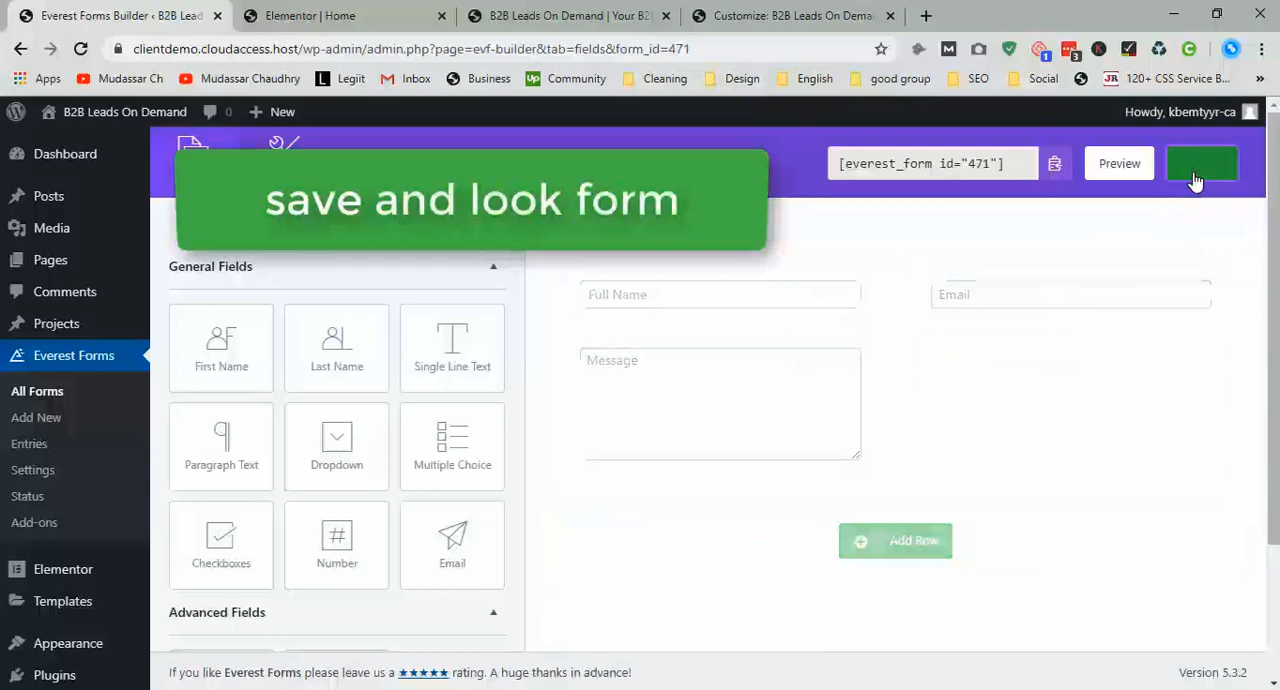 Everest Forms Builder ‹ B2B Lead
Elementor | Home
B2B Leads On Demand | Your B2B
Customize: B2B Leads On Dema
clientdemo.cloudaccess.host/wp-admin/admin.php?page=evf-builder&tab=fields&form_id=471
Apps
Mudassar Ch
Mudassar Chaudhry
Legiit
Inbox
Business
Community
Cleaning
Design
English
good group
SEO
Social
120+ CSS Service B...
B2B Leads On Demand
0
New
Howdy, kbemtyyr-ca
save and look form
[everest_form id="471"]
Preview
Dashboard
Posts
Media
Pages
Comments
Projects
Everest Forms
All Forms
Add New
Entries
Settings
Status
Add-ons
Elementor
Templates
Appearance
Plugins
General Fields
First Name
Last Name
Single Line Text
Paragraph Text
Dropdown
Multiple Choice
Checkboxes
Number
Email
Advanced Fields
Full Name
Email
Message
Add Row
If you like Everest Forms please leave us a ★★★★★ rating. A huge thanks in advance!
Version 5.3.2